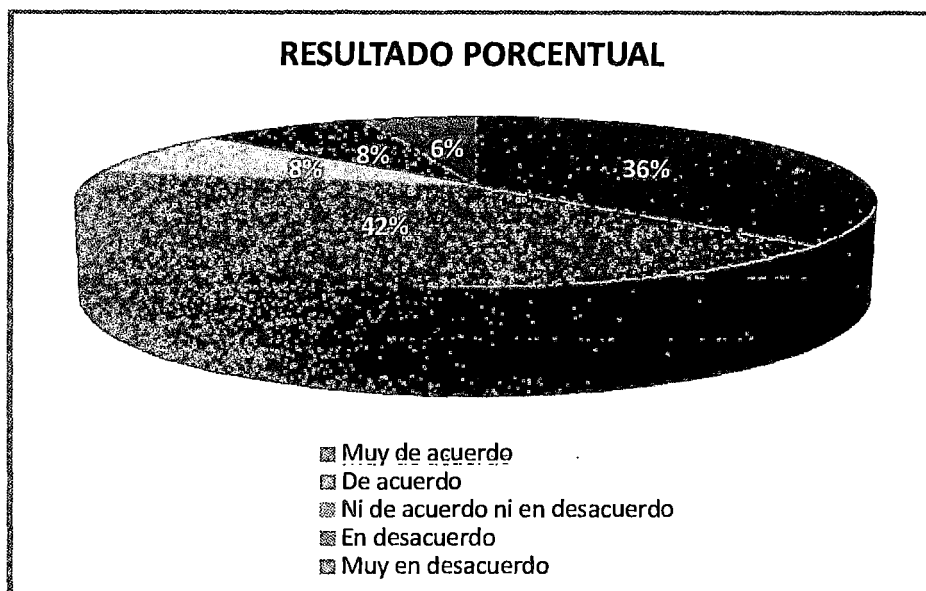 RESULTADO PORCENTUAL
6%
8%
36%
8%
42%
Muy de acuerdo
De acuerdo
Ni de acuerdo ni en desacuerdo
En desacuerdo
Muy en desacuerdo